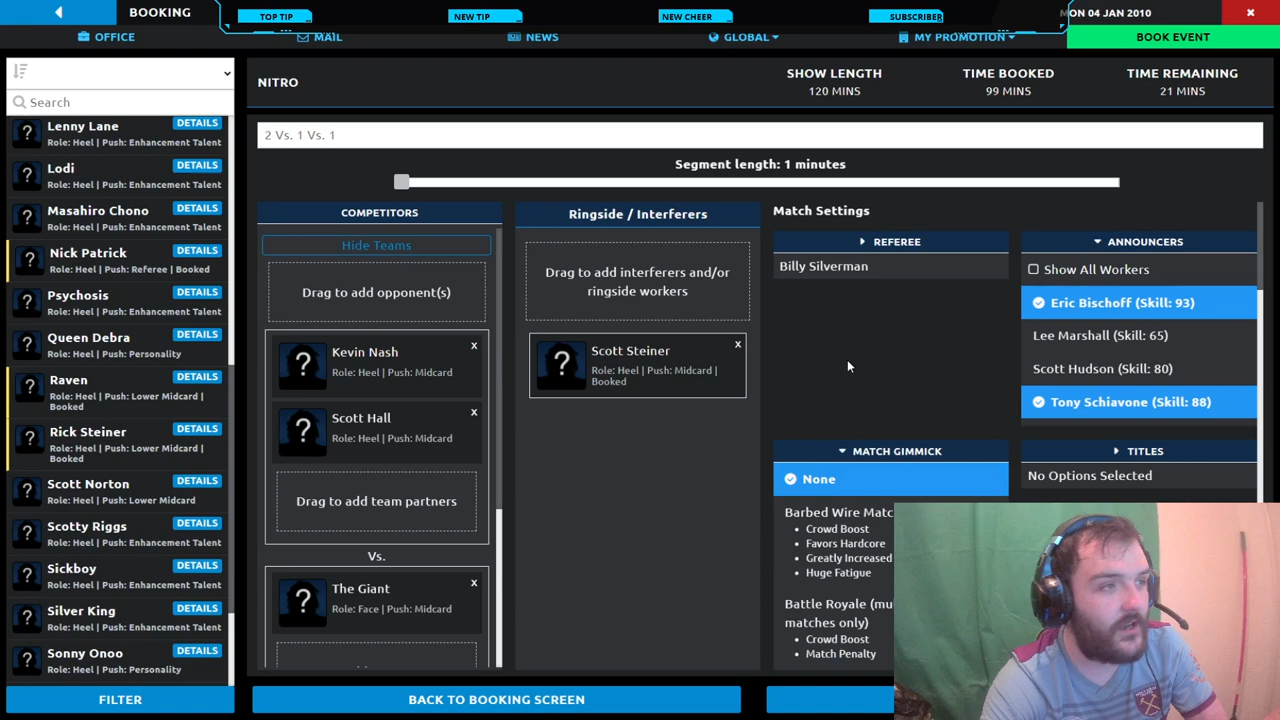 BOOKING
TOP TIP
NEW TIP
NEW CHEER
SUBSCRIBER
MON 04 JAN 2010
OFFICE
MAIL
NEWS
GLOBAL
MY PROMOTION
BOOK EVENT
Search
Lenny Lane
DETAILS
Role: Heel | Push: Enhancement Talent
Lodi
DETAILS
Role: Heel | Push: Enhancement Talent
Masahiro Chono
DETAILS
Role: Heel | Push: Enhancement Talent
Nick Patrick
DETAILS
Role: Heel | Push: Referee | Booked
Psychosis
DETAILS
Role: Heel | Push: Enhancement Talent
Queen Debra
DETAILS
Role: Heel | Push: Personality
Raven
DETAILS
Role: Heel | Push: Lower Midcard |
Booked
Rick Steiner
DETAILS
Role: Heel | Push: Lower Midcard |
Booked
Scott Norton
DETAILS
Role: Heel | Push: Lower Midcard
Scotty Riggs
DETAILS
Role: Heel | Push: Enhancement Talent
Sickboy
DETAILS
Role: Heel | Push: Enhancement Talent
Silver King
DETAILS
Role: Heel | Push: Enhancement Talent
Sonny Onoo
DETAILS
Role: Heel | Push: Personality
FILTER
NITRO
SHOW LENGTH
120 MINS
TIME BOOKED
99 MINS
TIME REMAINING
21 MINS
2 Vs. 1 Vs. 1
Segment length: 1 minutes
COMPETITORS
Hide Teams
Drag to add opponent(s)
Kevin Nash
x
Role: Heel | Push: Midcard
Scott Hall
x
Role: Heel | Push: Midcard
Drag to add team partners
Vs.
The Giant
x
Role: Face | Push: Midcard
Ringside / Interferers
Drag to add interferers and/or
ringside workers
Scott Steiner
x
Role: Heel | Push: Midcard |
Booked
Match Settings
REFEREE
Billy Silverman
ANNOUNCERS
Show All Workers
Eric Bischoff (Skill: 93)
Lee Marshall (Skill: 65)
Scott Hudson (Skill: 80)
Tony Schiavone (Skill: 88)
MATCH GIMMICK
None
Barbed Wire Matc
Crowd Boost
Favors Hardcore
Greatly Increased
Huge Fatigue
Battle Royale (mu
matches only)
Crowd Boost
Match Penalty
TITLES
No Options Selected
BACK TO BOOKING SCREEN